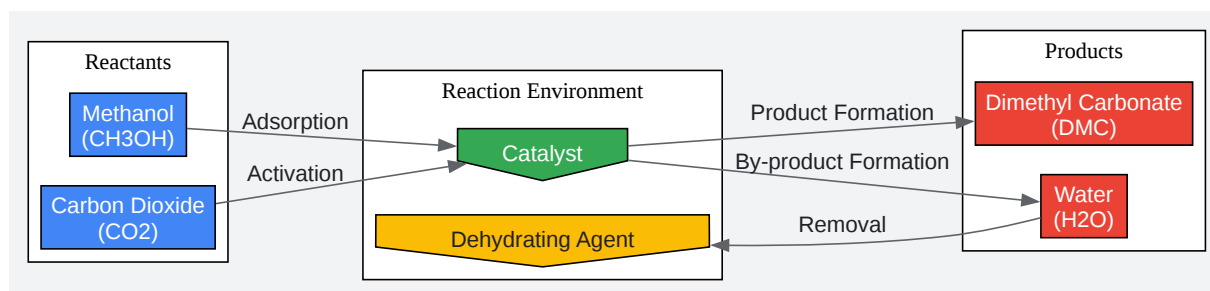 Reactants
Methanol
(CH3OH)
Carbon Dioxide
(CO2)
Adsorption
Activation
Reaction Environment
Catalyst
Dehydrating Agent
Product Formation
By-product Formation
Removal
Products
Dimethyl Carbonate
(DMC)
Water
(H2O)